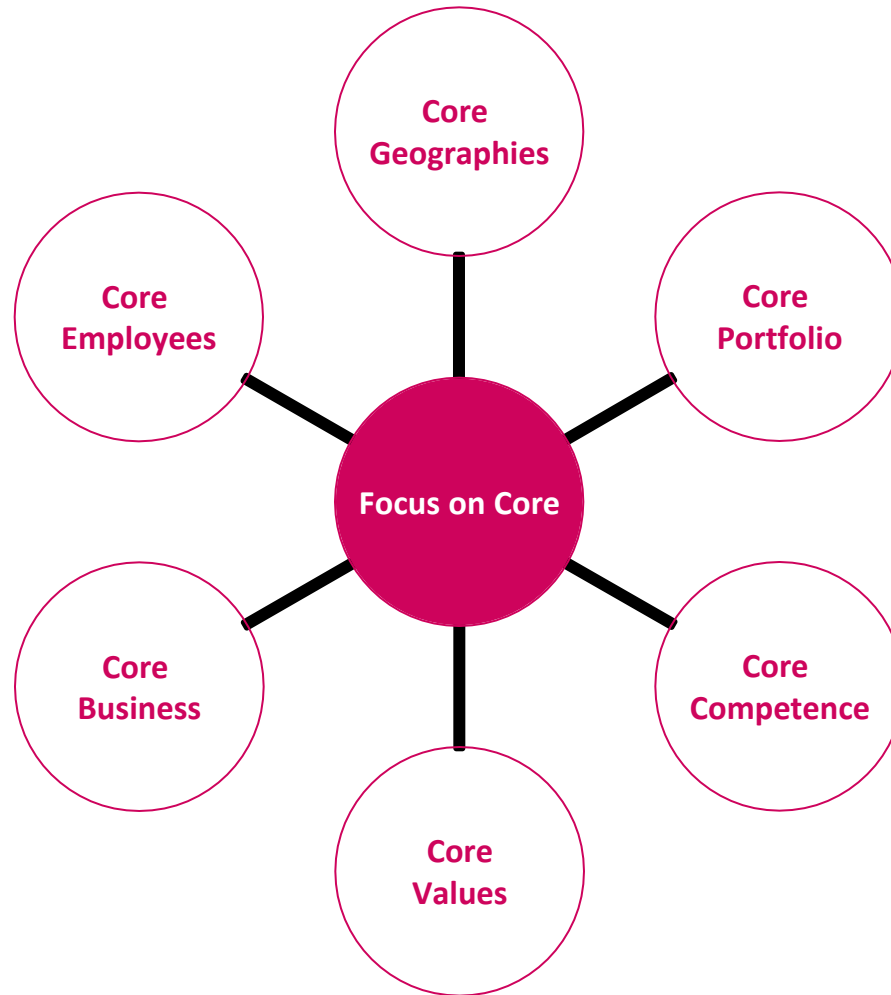 Core
Geographies
Core
Employees
Core
Portfolio
Focus on Core
Core
Business
Core
Competence
Core
Values